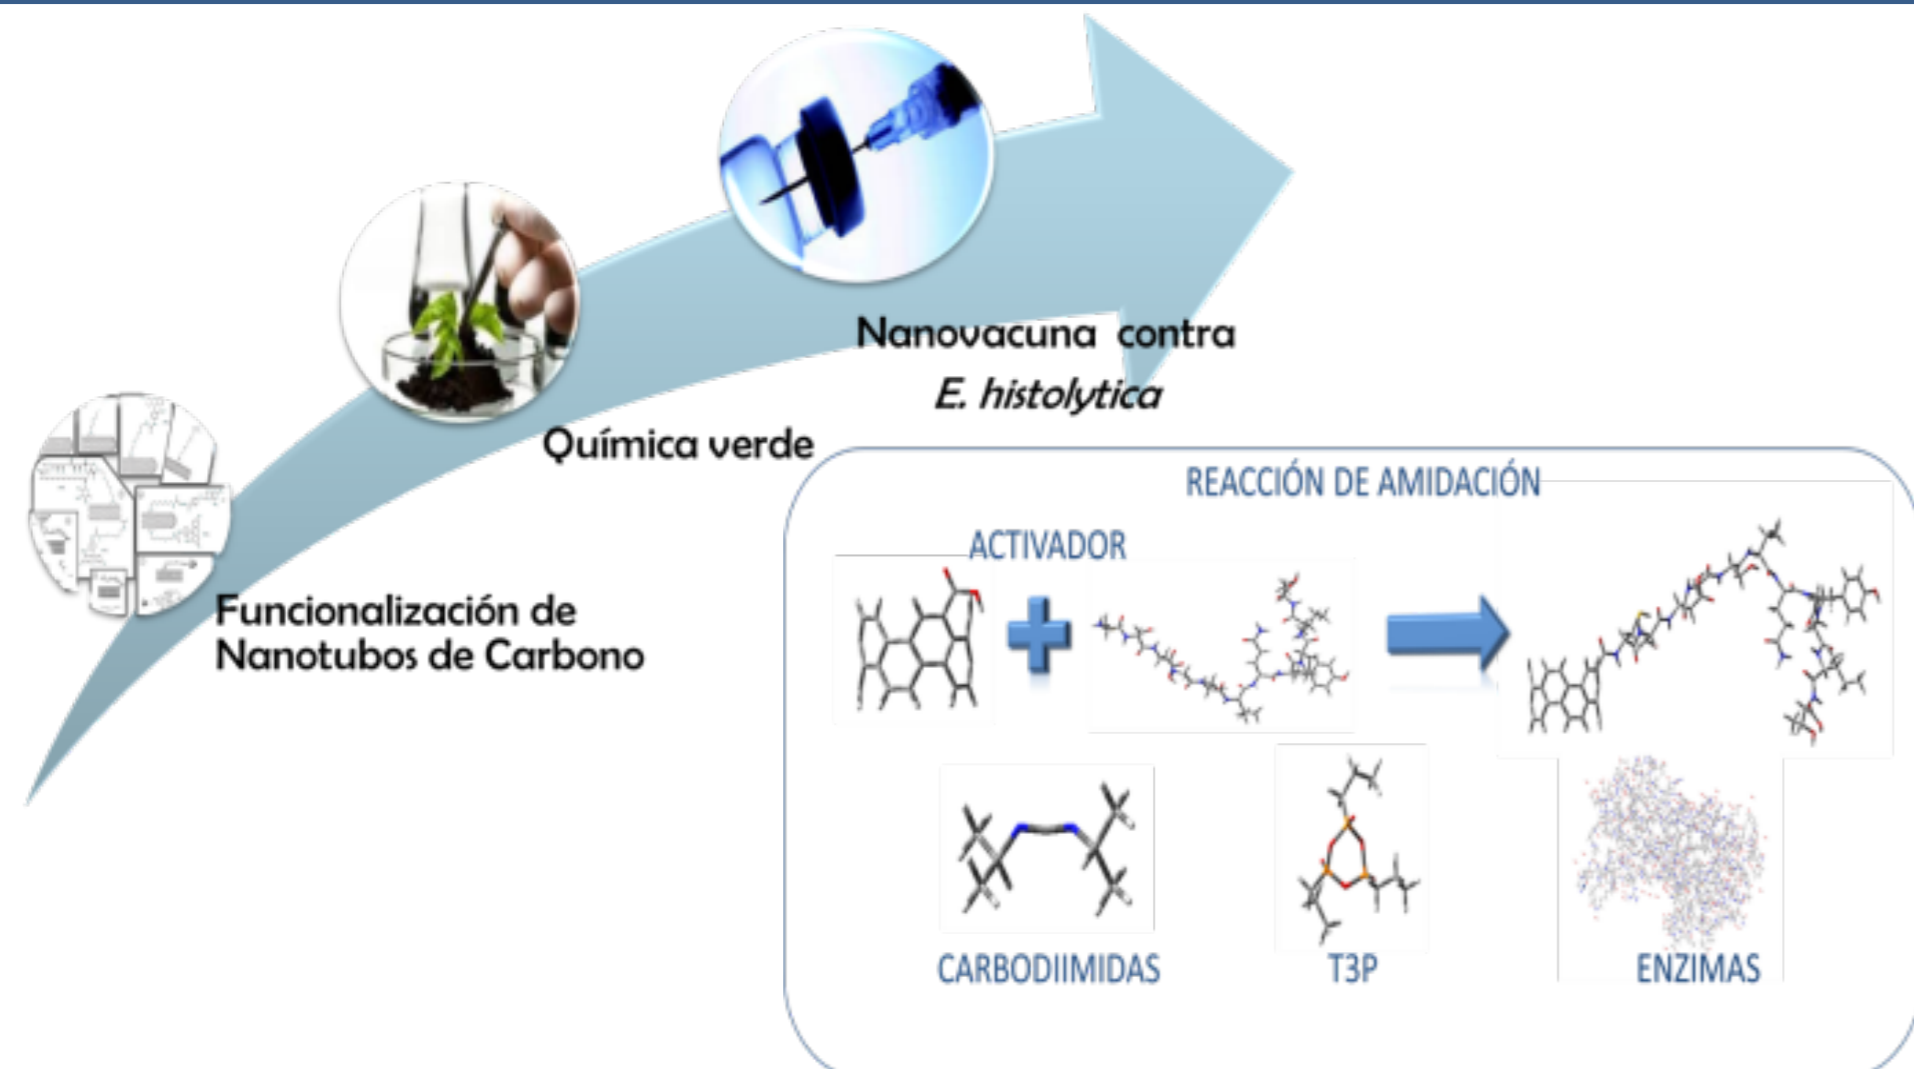 Nanovacuna contra
E. histolytica
Química verde
Funcionalización de
Nanotubos de Carbono
REACCIÓN DE AMIDACIÓN
ACTIVADOR
CARBODIIMIDAS
T3P
ENZIMAS